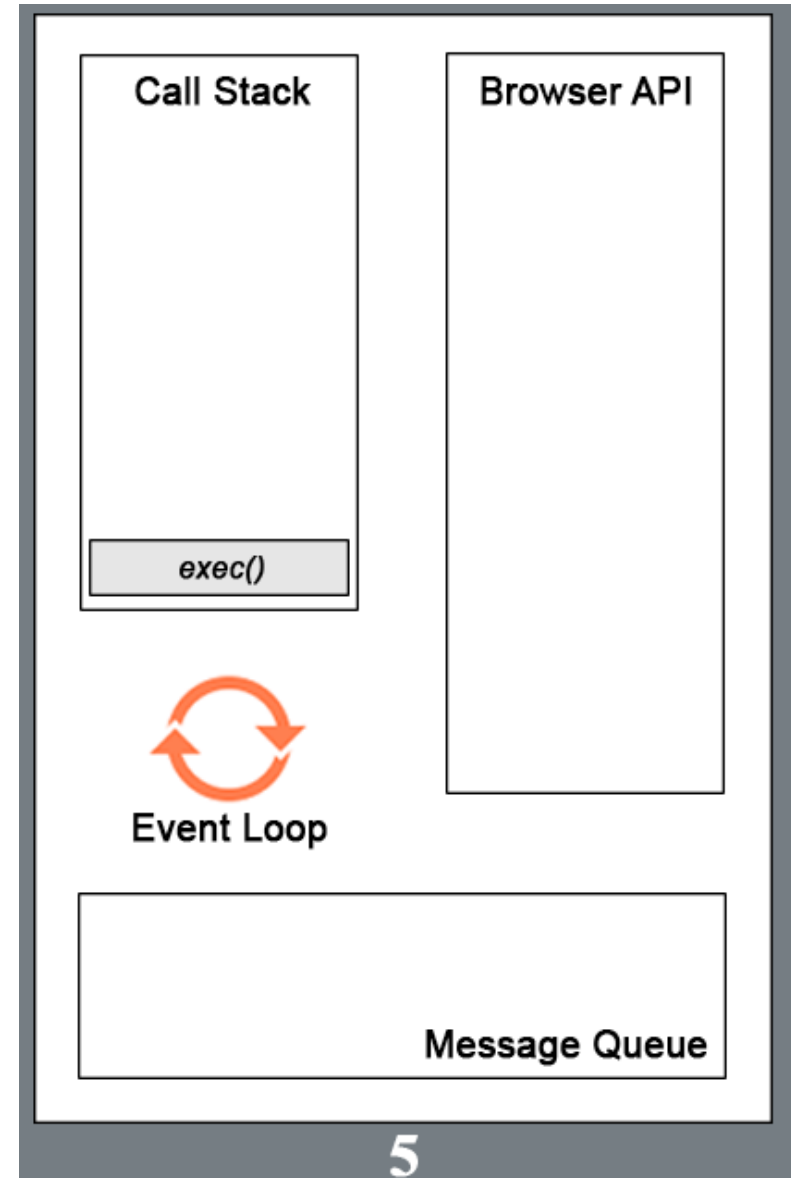 Call Stack
Browser API
exec()
Event Loop
Message Queue
5